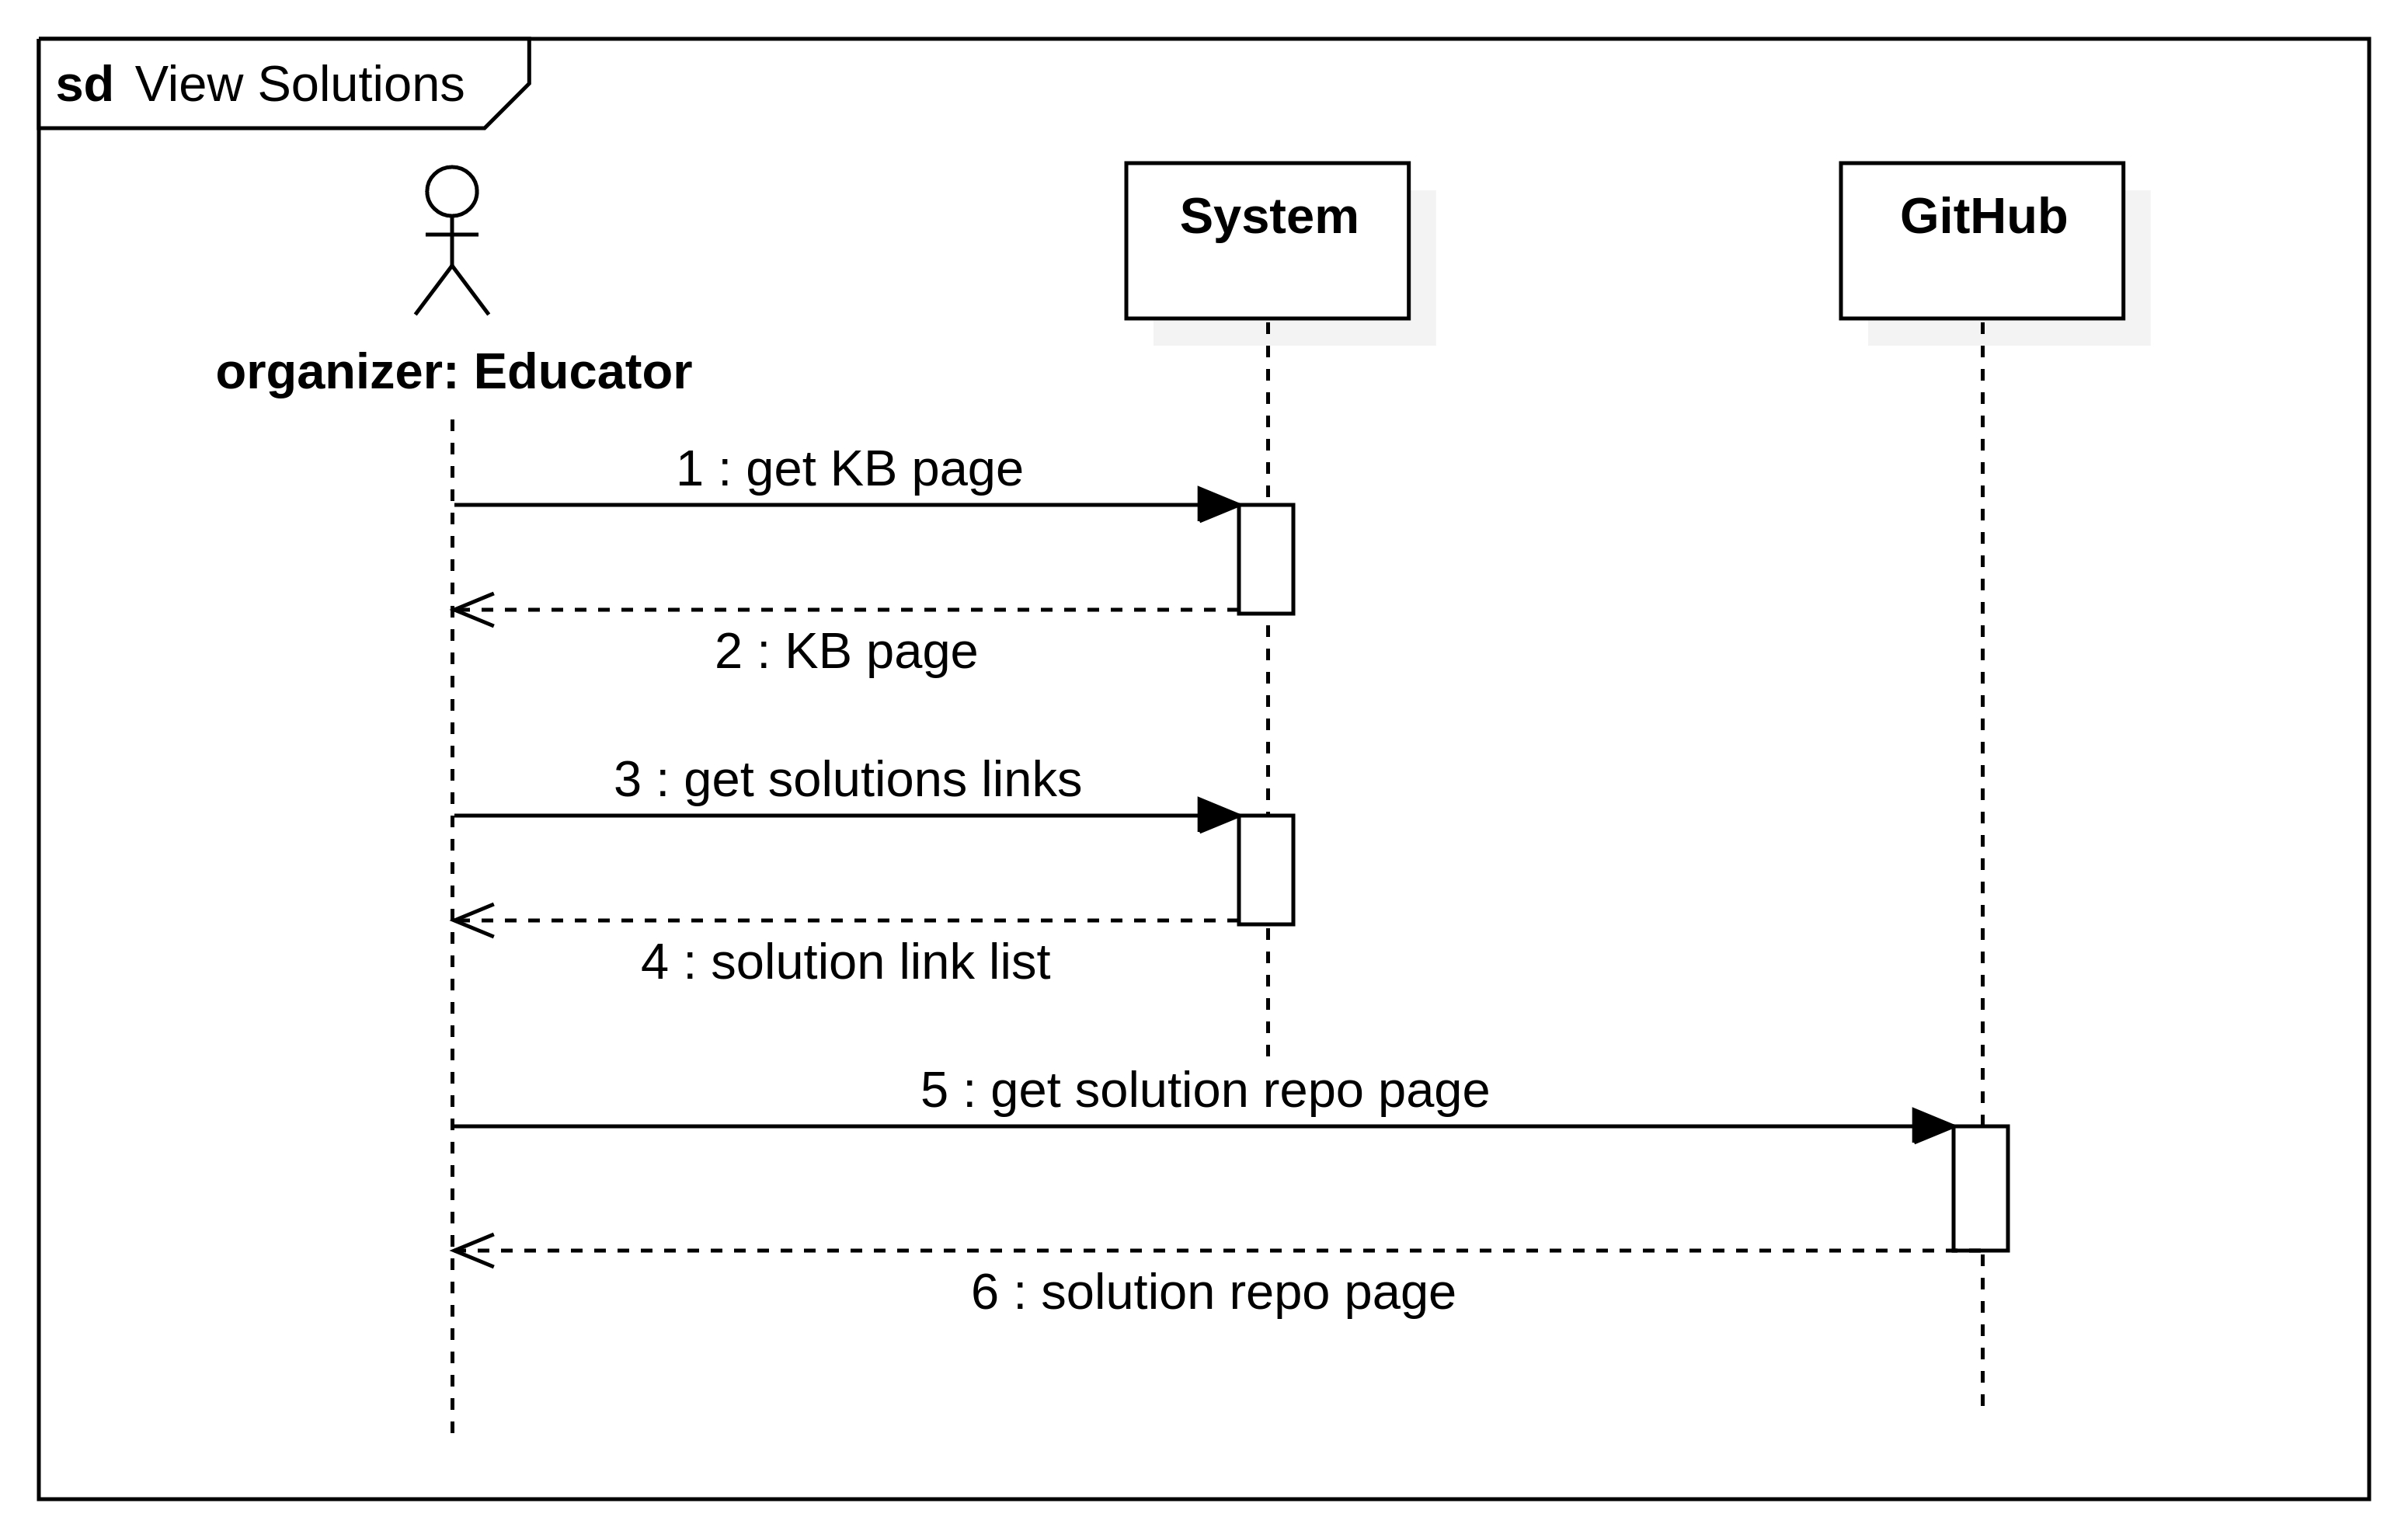 sd View Solutions
System
GitHub
organizer: Educator
1 : get KB page
2 : KB page
3 : get solutions links
4 : solution link list
5 : get solution repo page
6 : solution repo page